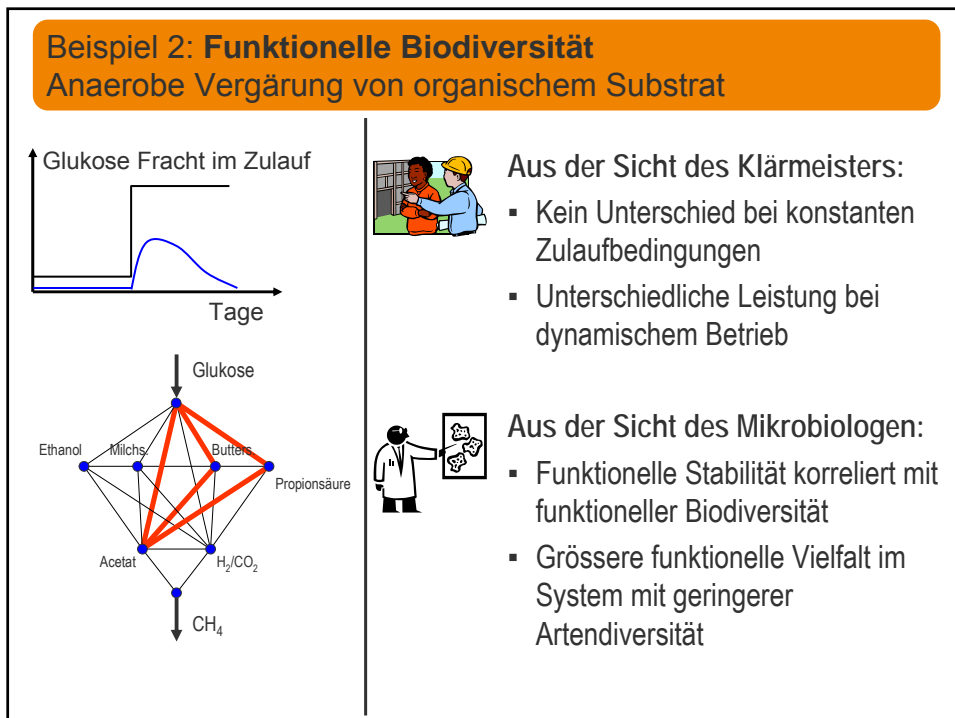 Beispiel 2: Funktionelle Biodiversität
Anaerobe Vergärung von organischem Substrat
Glukose Fracht im Zulauf
Tage
Glukose
Ethanol
Milchs.
Butters.
Propionsäure
Acetat
H₂/CO₂
CH₄
Aus der Sicht des Klärmeisters:
▪ Kein Unterschied bei konstanten
Zulaufbedingungen
▪ Unterschiedliche Leistung bei
dynamischem Betrieb
Aus der Sicht des Mikrobiologen:
▪ Funktionelle Stabilität korreliert mit
funktioneller Biodiversität
▪ Grössere funktionelle Vielfalt im
System mit geringerer
Artendiversität